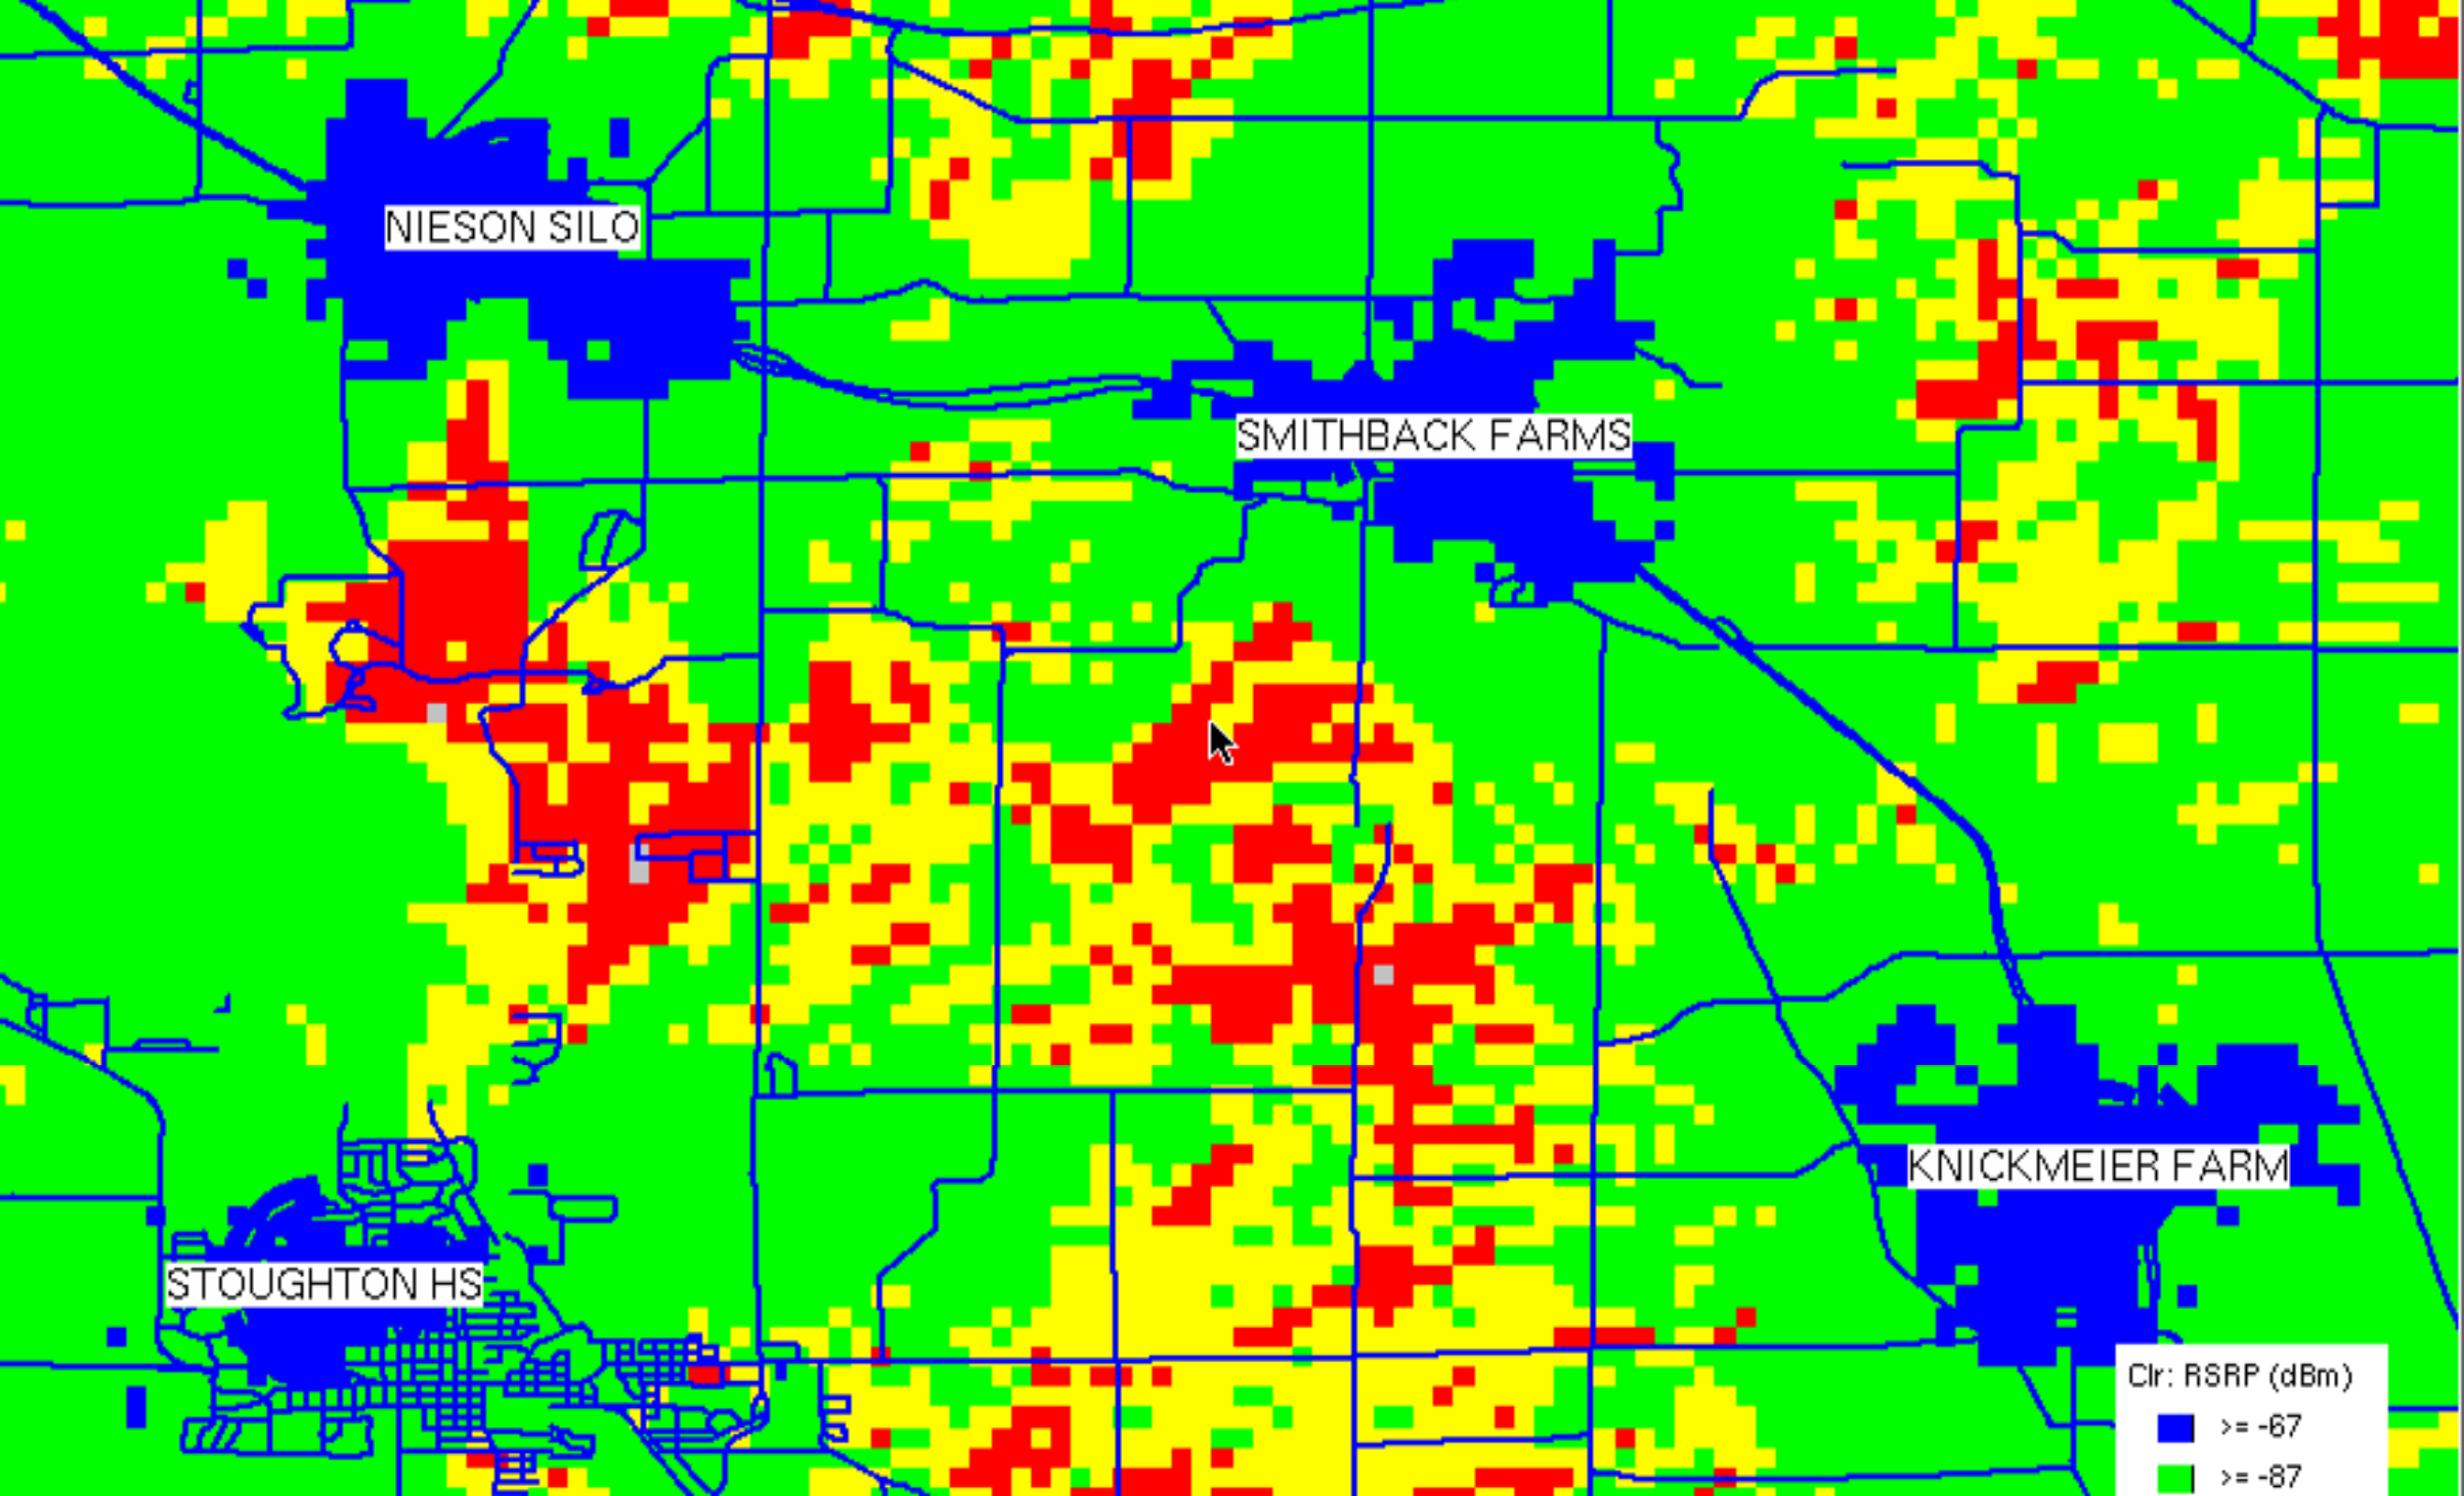 NIESON SILO
SMITHBACK FARMS
KNICKMEIER FARM
STOUGHTON HS
Clr: RSRP (dBm)
>= -67
>= -87